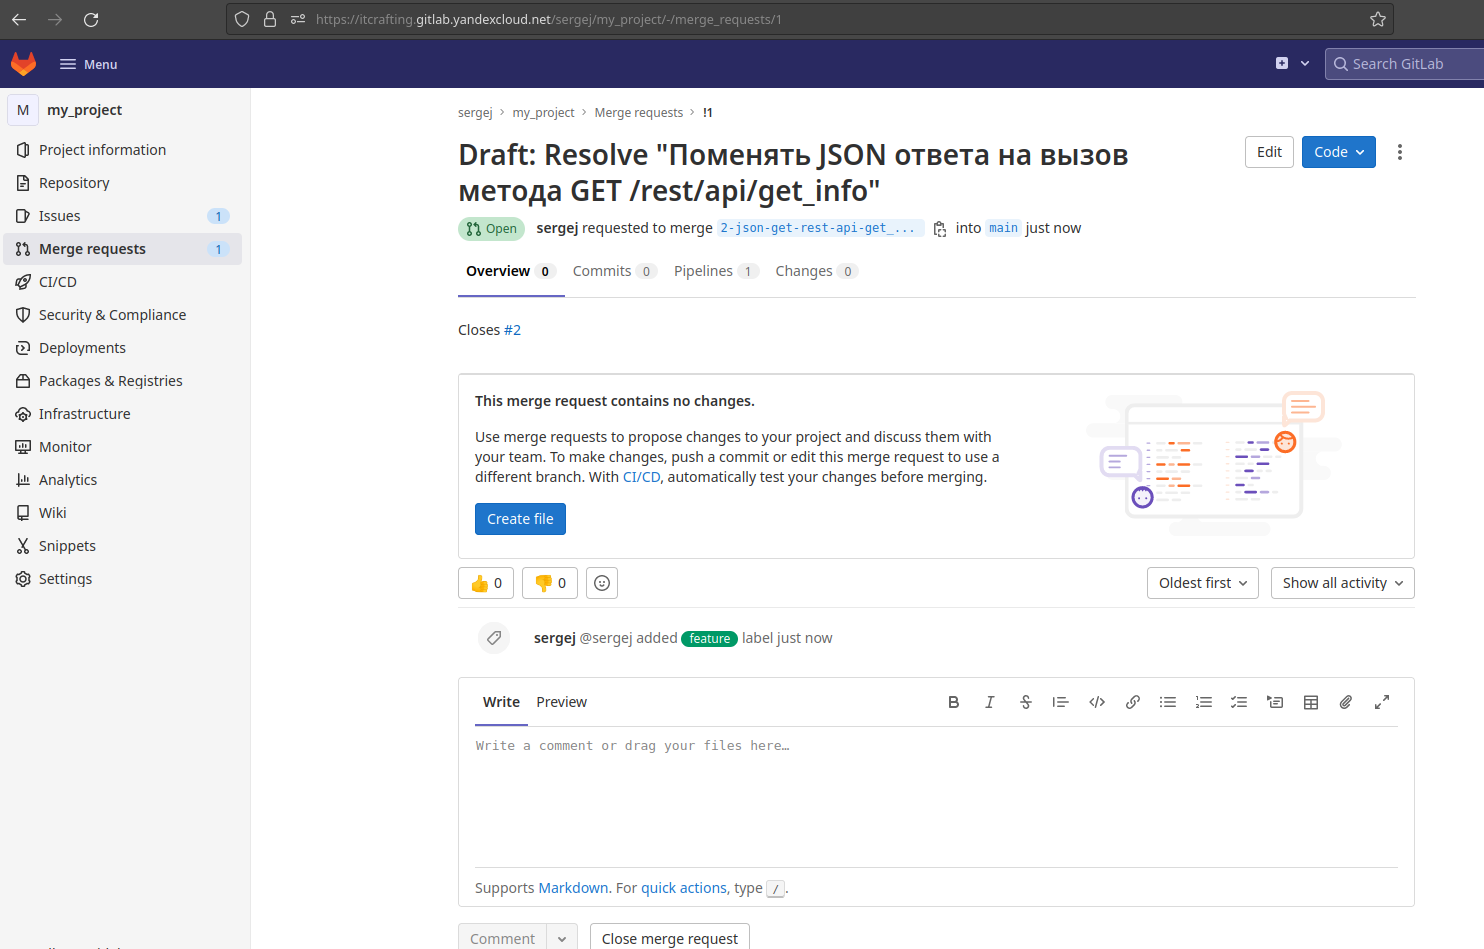 https://itcrafting.gitlab.yandexcloud.net/sergej/my_project/-/merge_requests/1
Menu
Search GitLab
M my_project
Project information
Repository
Issues 1
Merge requests 1
CI/CD
Security & Compliance
Deployments
Packages & Registries
Infrastructure
Monitor
Analytics
Wiki
Snippets
Settings
sergej > my_project > Merge requests > !1
Draft: Resolve "Поменять JSON ответа на вызов
метода GET /rest/api/get_info"
Edit
Code
Open sergej requested to merge 2-json-get-rest-api-get_... into main just now
Overview 0 Commits 0 Pipelines 1 Changes 0
Closes #2
This merge request contains no changes.
Use merge requests to propose changes to your project and discuss them with
your team. To make changes, push a commit or edit this merge request to use a
different branch. With CI/CD, automatically test your changes before merging.
Create file
👍 0 👎 0
Oldest first
Show all activity
sergej @sergej added feature label just now
Write Preview
Write a comment or drag your files here…
Supports Markdown. For quick actions, type /.
Comment
Close merge request